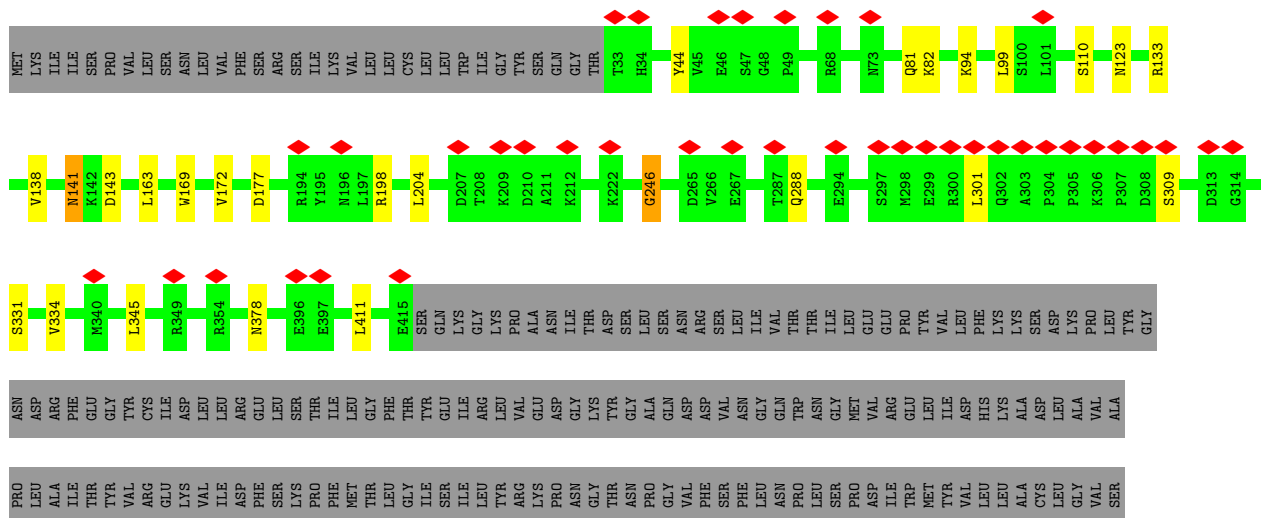 MET LYS ILE ILE SER PRO VAL LEU SER ASN LEU VAL PHE SER ARG SER ILE LYS VAL LEU LEU CYS LEU LEU TRP ILE GLY TYR SER GLN GLY THR T33 H34 Y44 V45 E46 S47 G48 P49 R68 N73 Q81 K82 K94 L99 S100 L101 S110 N123 R133
V138 N141 K142 D143 L163 W169 V172 D177 R194 Y195 N196 L197 R198 L204 D207 T208 K209 D210 A211 K212 K222 G246 D265 V266 E267 T287 Q288 E294 S297 M298 E299 R300 L301 Q302 A303 P304 P305 K306 P307 D308 S309 D313 G314
S331 V334 M340 L345 R349 R354 N378 E396 E397 L411 E415 SER GLN LYS GLY LYS PRO ALA ASN ILE THR ASP SER LEU SER ASN ARG SER LEU ILE VAL THR THR ILE LEU GLU GLU PRO TYR VAL LEU PHE LYS LYS SER ASP LYS PRO LEU TYR GLY
ASN ASP ARG PHE GLU GLY TYR CYS ILE ASP LEU LEU ARG GLU LEU SER THR ILE LEU GLY PHE THR TYR GLU ILE ARG LEU VAL GLU ASP GLY LYS TYR GLY ALA GLN ASP ASP VAL ASN GLY GLN TRP ASN GLY MET VAL ARG GLU LEU ILE ASP HIS LYS ALA ASP LEU ALA VAL ALA
PRO LEU ALA ILE THR TYR VAL ARG GLU LYS VAL ILE ASP PHE SER LYS PRO PHE MET THR LEU GLY ILE SER ILE LEU TYR ARG LYS PRO ASN GLY THR ASN PRO GLY VAL PHE SER PHE LEU ASN PRO LEU SER PRO ASP ILE TRP MET TYR VAL LEU LEU ALA CYS LEU GLY VAL SER